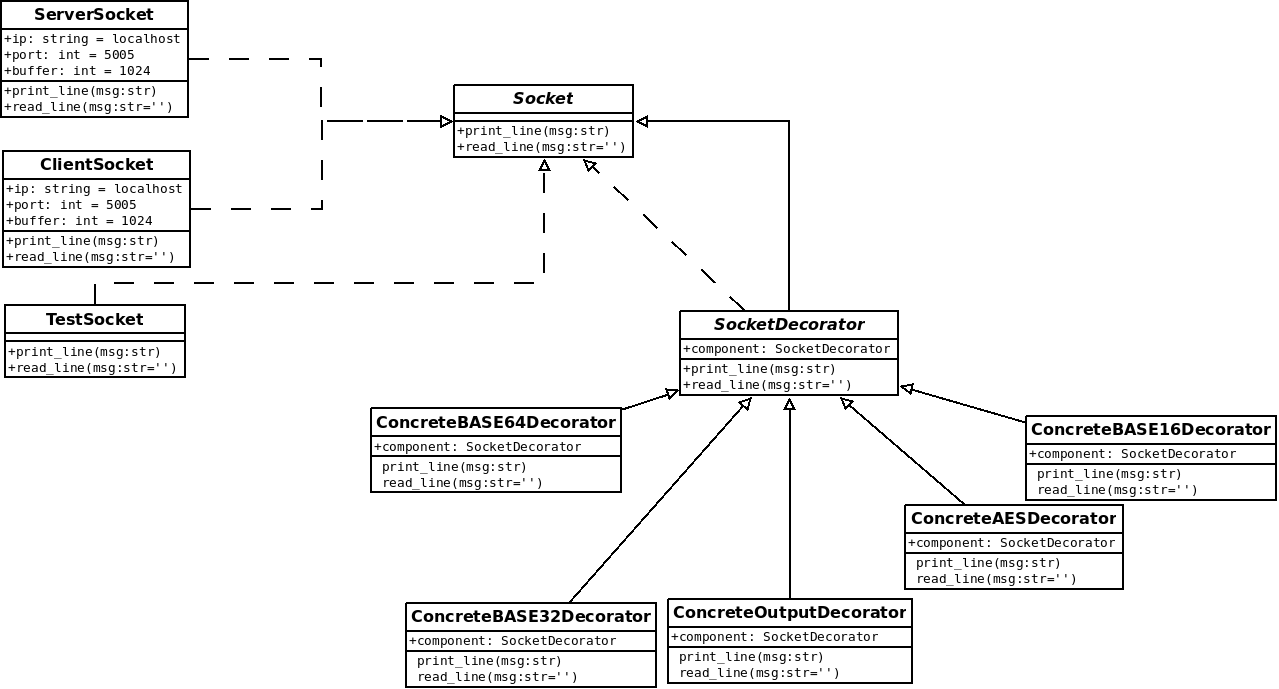 ServerSocket
+ip: string = localhost
+port: int = 5005
+buffer: int = 1024
+print_line(msg:str)
+read_line(msg:str='')
Socket
+print_line(msg:str)
+read_line(msg:str='')
ClientSocket
+ip: string = localhost
+port: int = 5005
+buffer: int = 1024
+print_line(msg:str)
+read_line(msg:str='')
TestSocket
+print_line(msg:str)
+read_line(msg:str='')
SocketDecorator
+component: SocketDecorator
+print_line(msg:str)
+read_line(msg:str='')
ConcreteBASE64Decorator
+component: SocketDecorator
print_line(msg:str)
read_line(msg:str='')
ConcreteBASE16Decorator
+component: SocketDecorator
print_line(msg:str)
read_line(msg:str='')
ConcreteAESDecorator
+component: SocketDecorator
print_line(msg:str)
read_line(msg:str='')
ConcreteBASE32Decorator
+component: SocketDecorator
print_line(msg:str)
read_line(msg:str='')
ConcreteOutputDecorator
+component: SocketDecorator
print_line(msg:str)
read_line(msg:str='')